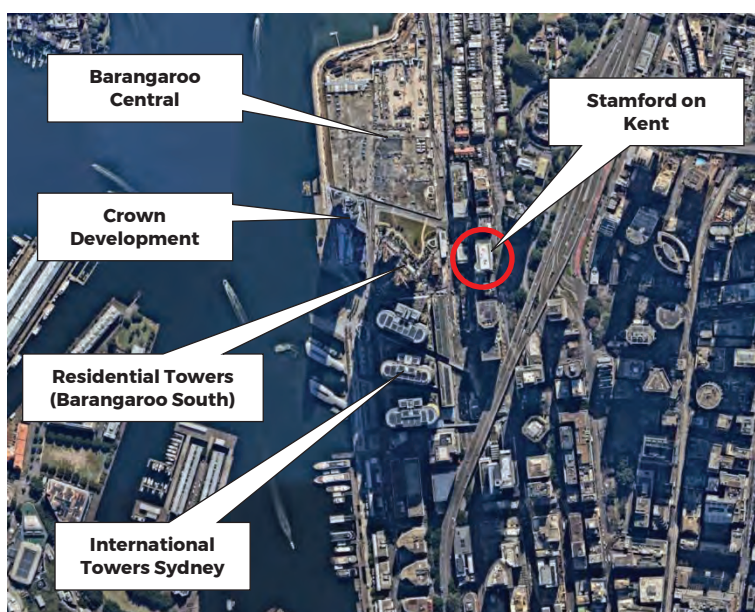 Barangaroo
Central
Stamford on
Kent
Crown
Development
Residential Towers
(Barangaroo South)
International
Towers Sydney